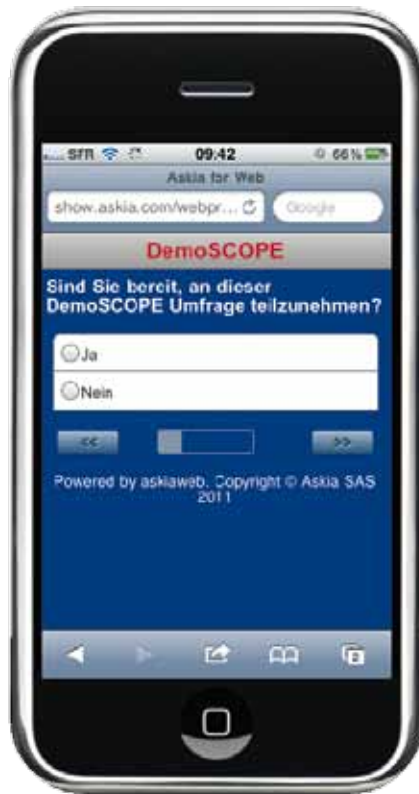 SFR 09:42 66%
Askia for Web
show.askia.com/webpr... Google
DemoSCOPE
Sind Sie bereit, an dieser
DemoSCOPE Umfrage teilzunehmen?
Ja
Nein
<< >>
Powered by askiaweb. Copyright © Askia SAS
2011
2